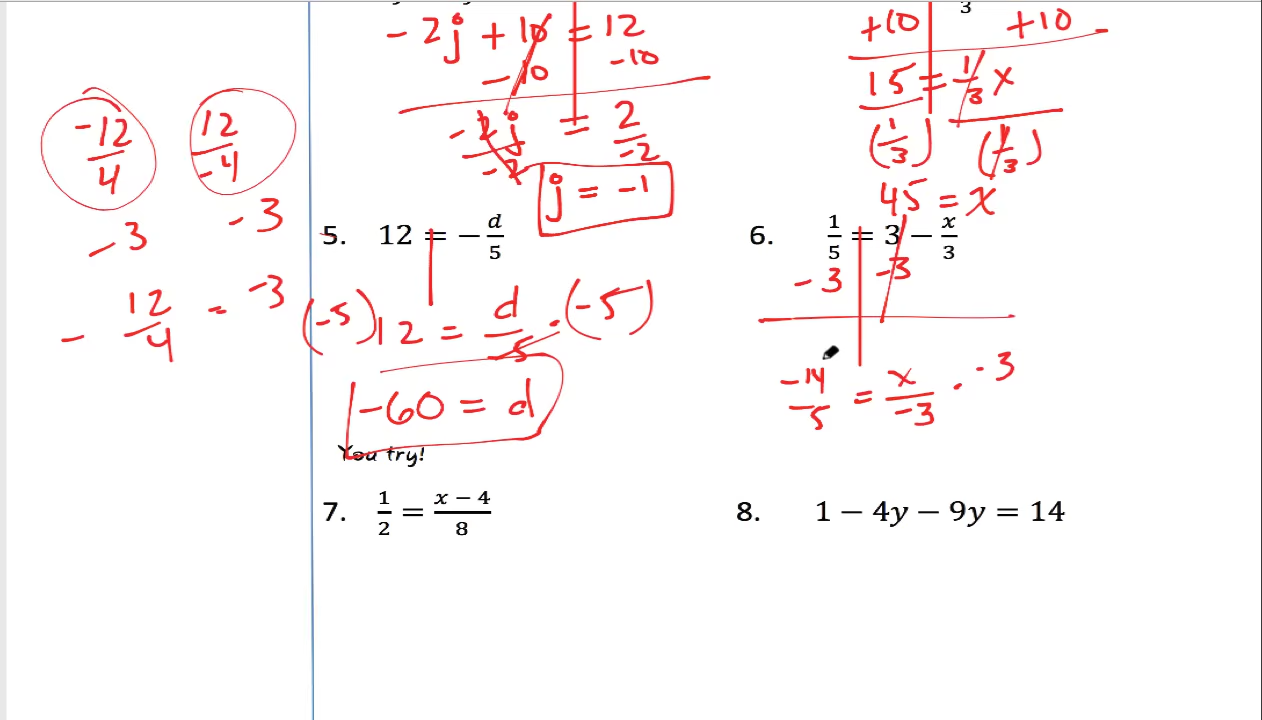 -12/4 12/-4
-3 -3
- 12/4 = -3
- 2j + 10 = 12
- 10 -10
-2j/-2 = 2/-2
j = -1
3
+10 +10
15 = 1/3 x
(1/3) (1/3)
45 = x
5. 12 = - d/5
(-5) 12 = d/-5 · (-5)
-60 = d
6. 1/5 = 3 - x/3
- 3 -3
-14/5 = x/-3 · -3
You try!
7. 1/2 = x - 4/8
8. 1 - 4y - 9y = 14